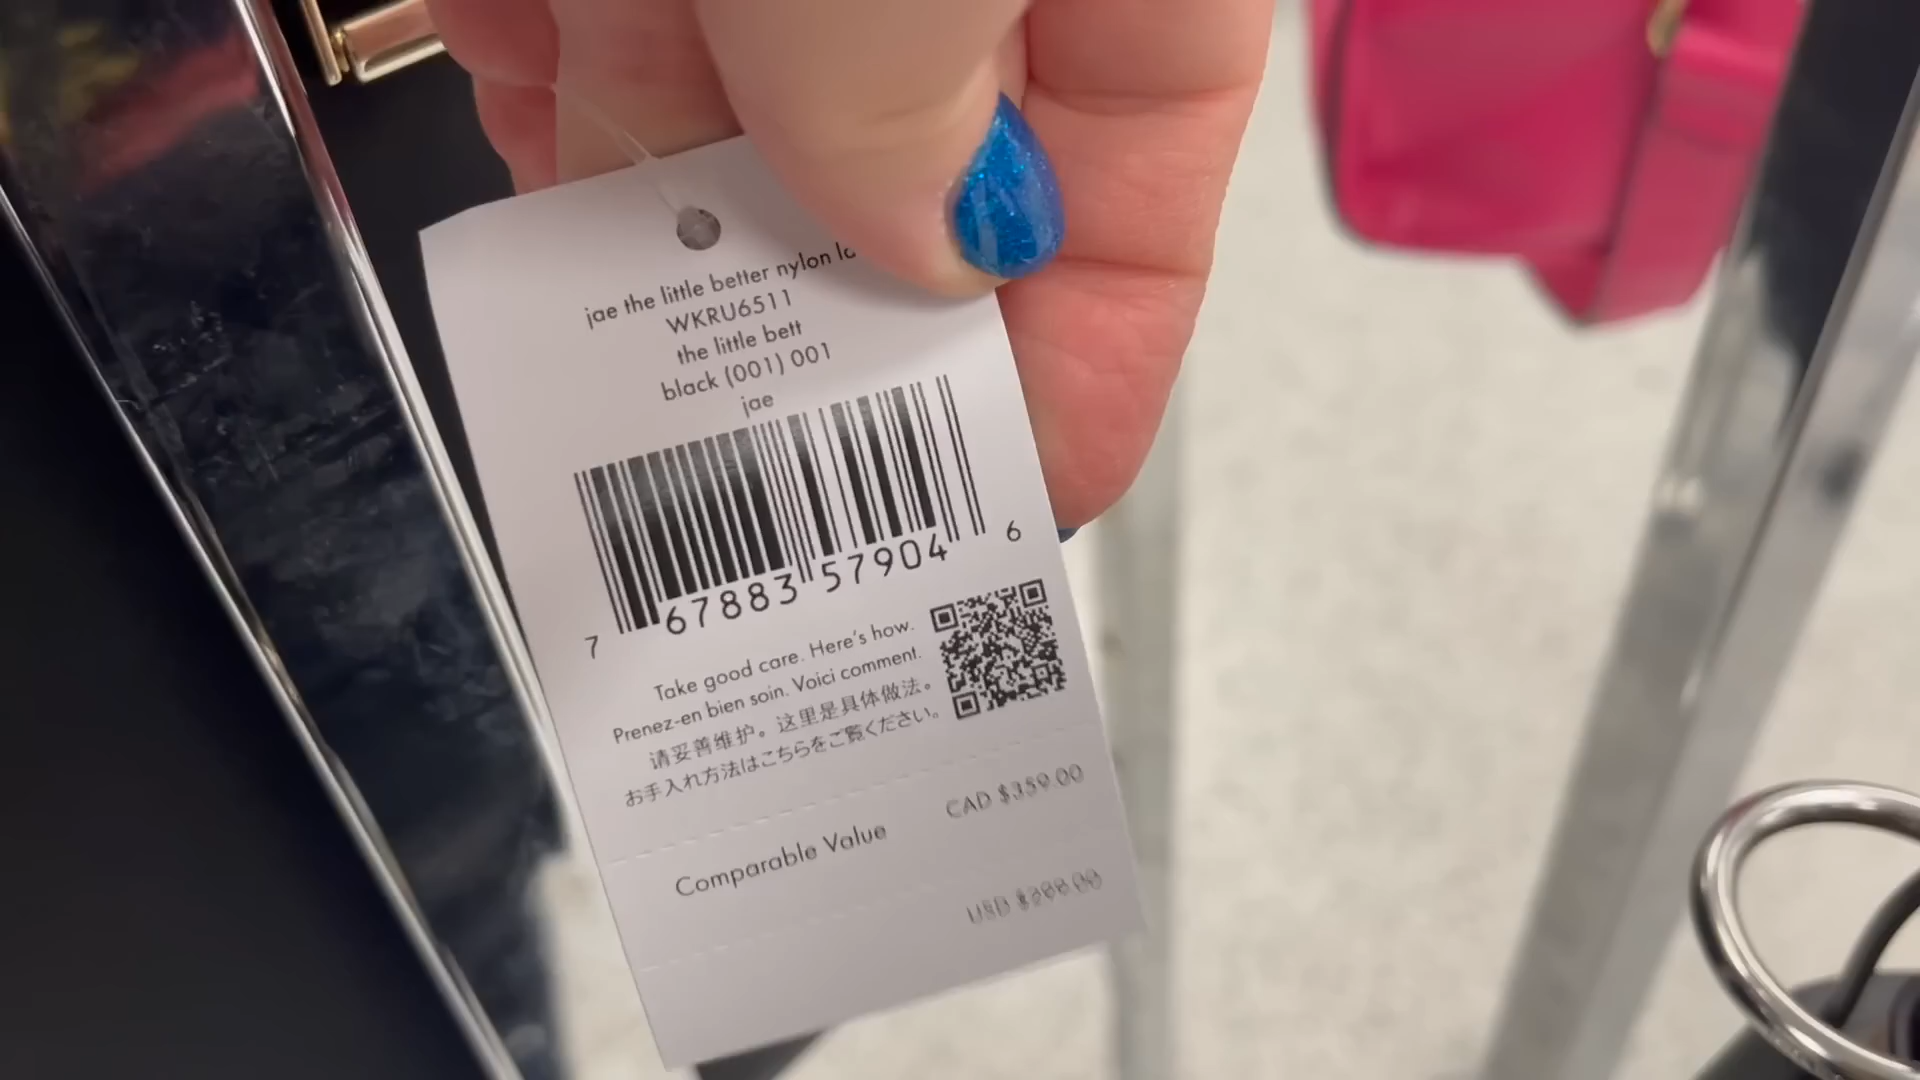 jae the little better nylon
WKRU6511
the little bett
black (001) 001
jae
7 67883 57904 6
Take good care. Here's how.
Prenez-en bien soin. Voici comment.
请妥善维护。这里是具体做法。
お手入れ方法はこちらをご覧ください。
CAD $359.00
Comparable Value
USD